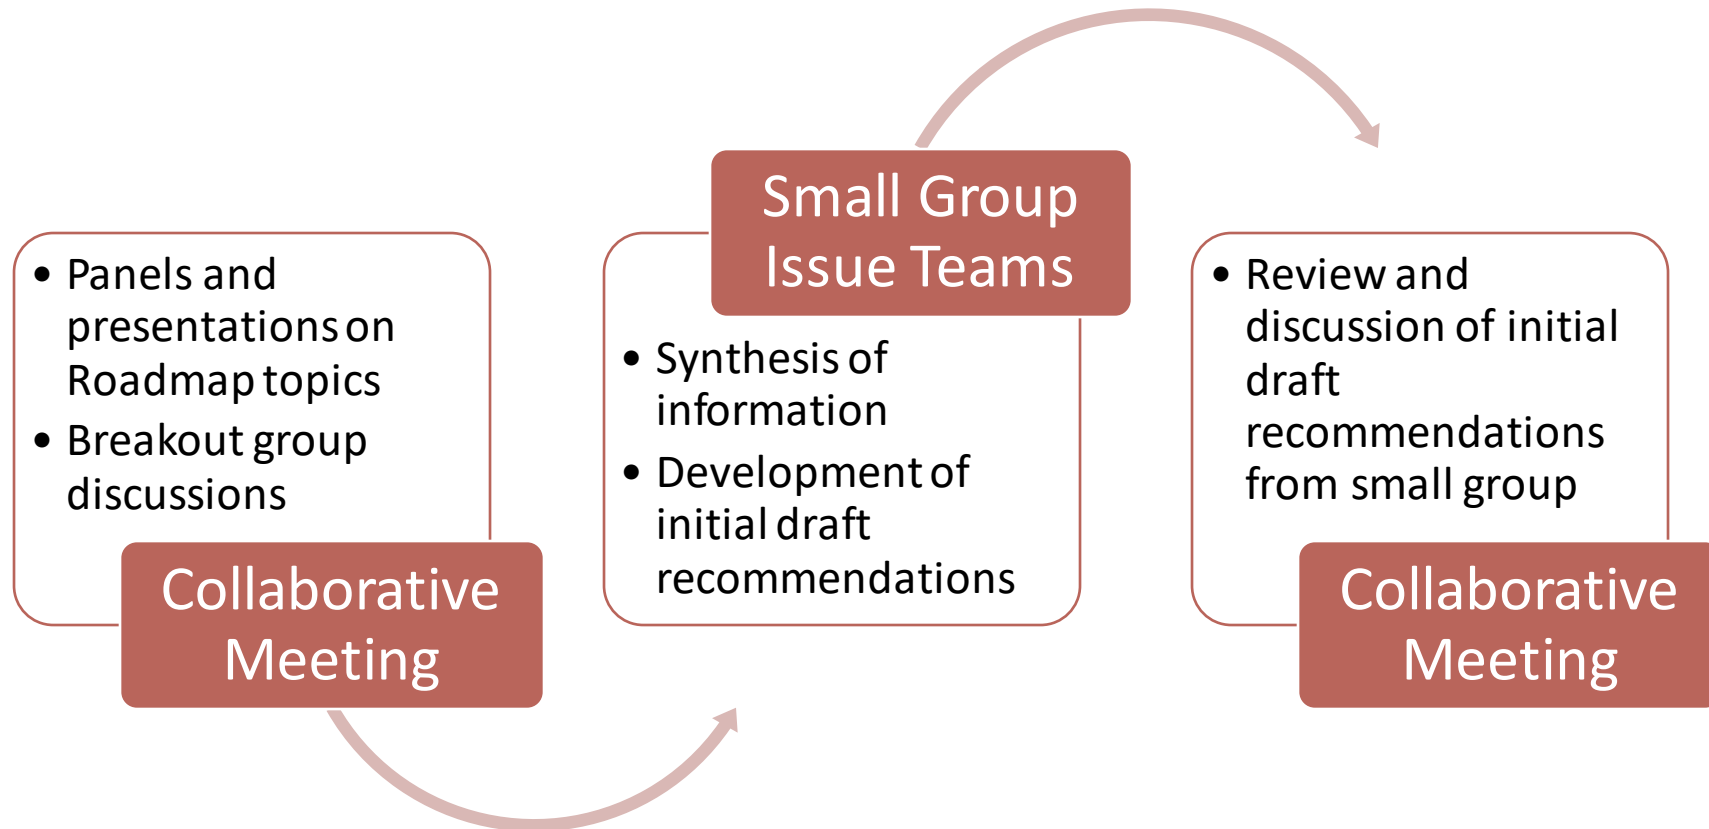 • Panels and
presentations on
Roadmap topics
• Breakout group
discussions
Collaborative
Meeting
Small Group
Issue Teams
• Synthesis of
information
• Development of
initial draft
recommendations
• Review and
discussion of initial
draft
recommendations
from small group
Collaborative
Meeting